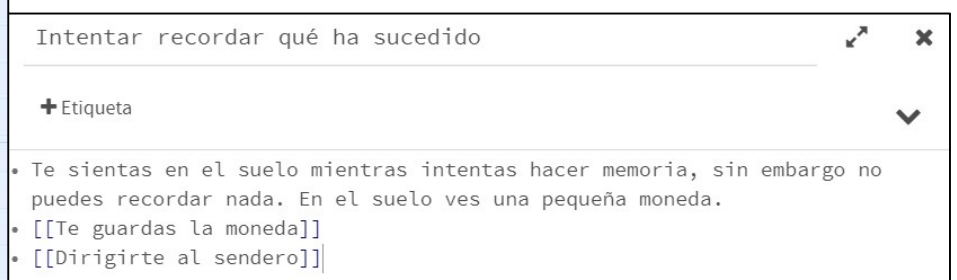 Intentar recordar qué ha sucedido
+ Etiqueta
• Te sientas en el suelo mientras intentas hacer memoria, sin embargo no
puedes recordar nada. En el suelo ves una pequeña moneda.
• [[Te guardas la moneda]]
• [[Dirigirte al sendero]]